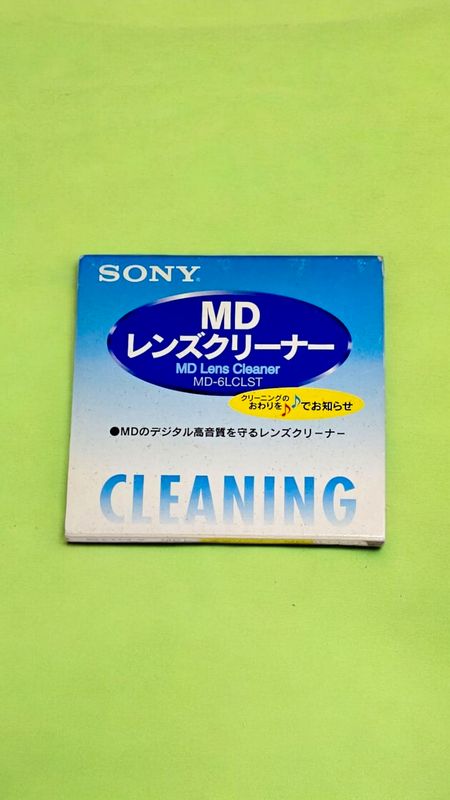 SONY
MD
レンズクリーナー
MD Lens Cleaner
MD-6LCLST
クリーニングの
おわりを♪♪でお知らせ
●MDのデジタル高音質を守るレンズクリーナー
CLEANING